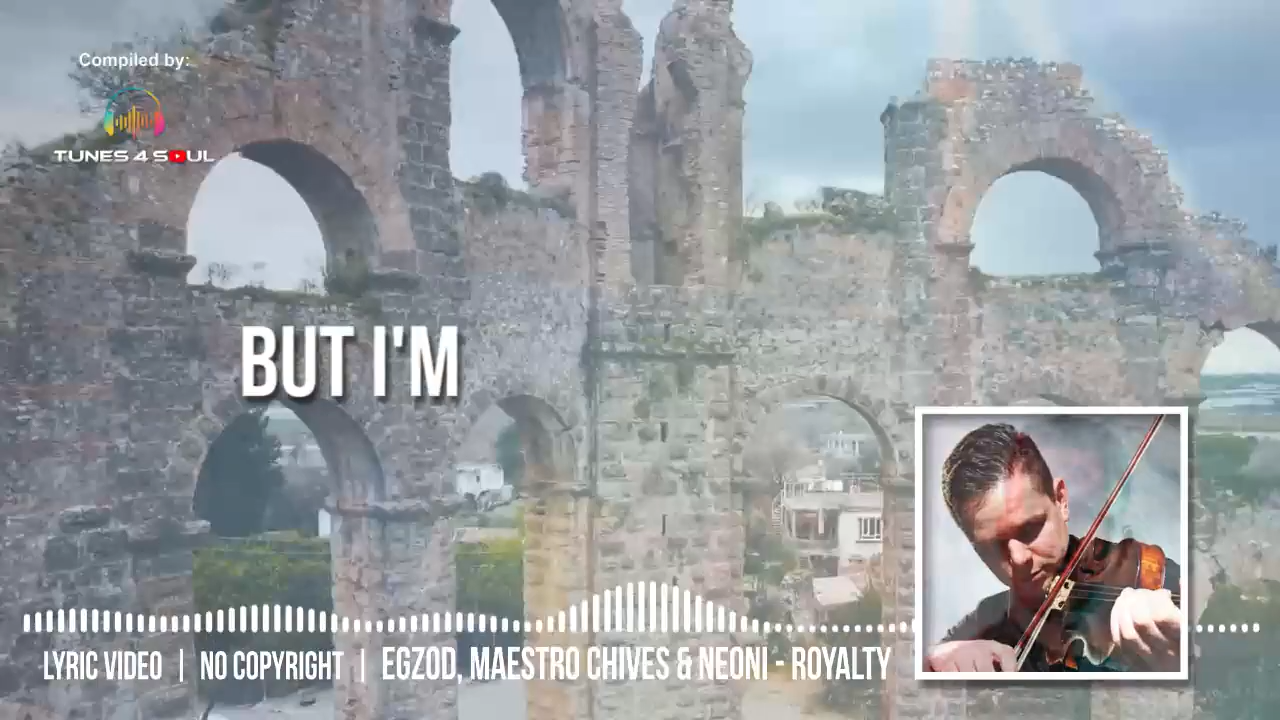 Compiled by:
TUNES 4 SOUL
BUT I'M
LYRIC VIDEO | NO COPYRIGHT | EGZOD, MAESTRO CHIVES & NEONI - ROYALTY